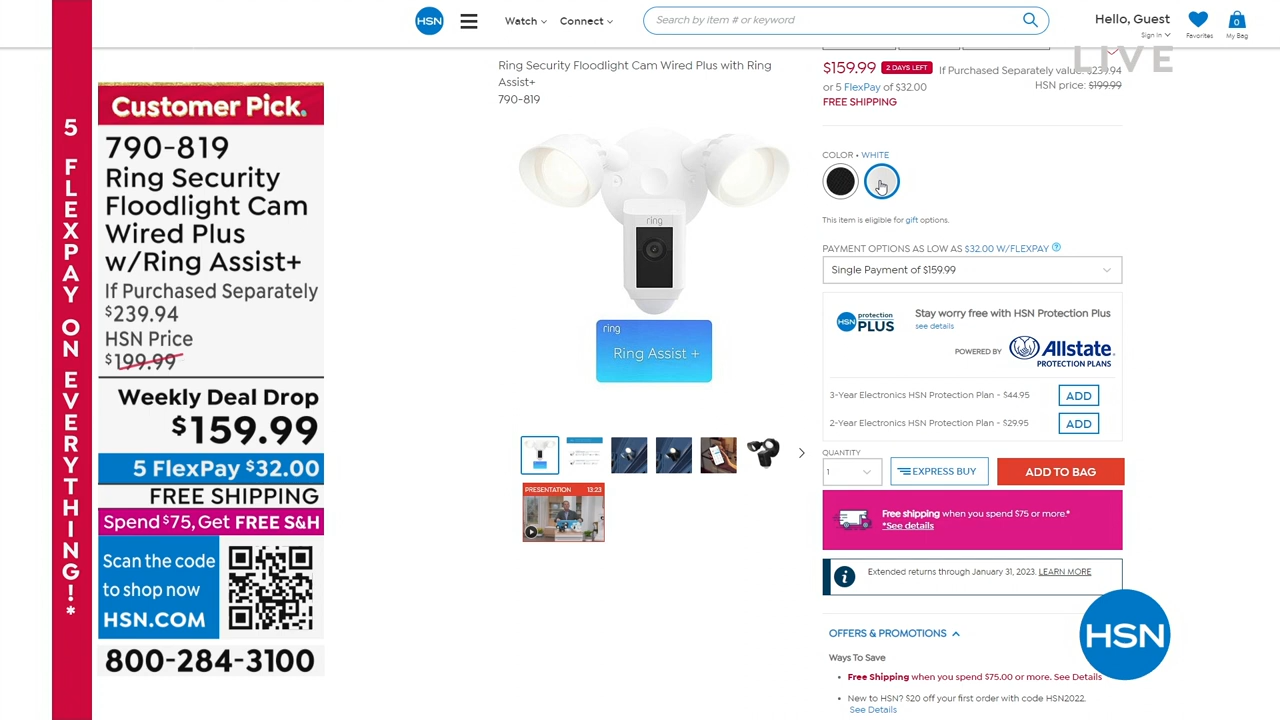 HSN
Watch
Connect
Search by item # or keyword
Hello, Guest
Sign in
Favorites
0
My Bag
LIVE
5 FLEXPAY ON EVERYTHING!*
Customer Pick.
790-819
Ring Security
Floodlight Cam
Wired Plus
w/Ring Assist+
If Purchased Separately
$239.94
HSN Price
$199.99
Weekly Deal Drop
$159.99
5 FlexPay $32.00
FREE SHIPPING
Spend $75, Get FREE S&H
Scan the code
to shop now
HSN.COM
800-284-3100
Ring Security Floodlight Cam Wired Plus with Ring
Assist+
790-819
ring
ring
Ring Assist +
PRESENTATION 13:23
$159.99 2 DAYS LEFT If Purchased Separately value: $239.94
or 5 FlexPay of $32.00 HSN price: $199.99
FREE SHIPPING
COLOR • WHITE
This item is eligible for gift options.
PAYMENT OPTIONS AS LOW AS $32.00 W/FLEXPAY ?
Single Payment of $159.99
HSN protection PLUS
Stay worry free with HSN Protection Plus
see details
POWERED BY Allstate.
PROTECTION PLANS
3-Year Electronics HSN Protection Plan - $44.95 ADD
2-Year Electronics HSN Protection Plan - $29.95 ADD
QUANTITY
1 EXPRESS BUY ADD TO BAG
Free shipping when you spend $75 or more.*
*See details
i Extended returns through January 31, 2023. LEARN MORE
OFFERS & PROMOTIONS
Ways To Save
• Free Shipping when you spend $75.00 or more. See Details
• New to HSN? $20 off your first order with code HSN2022.
See Details
HSN